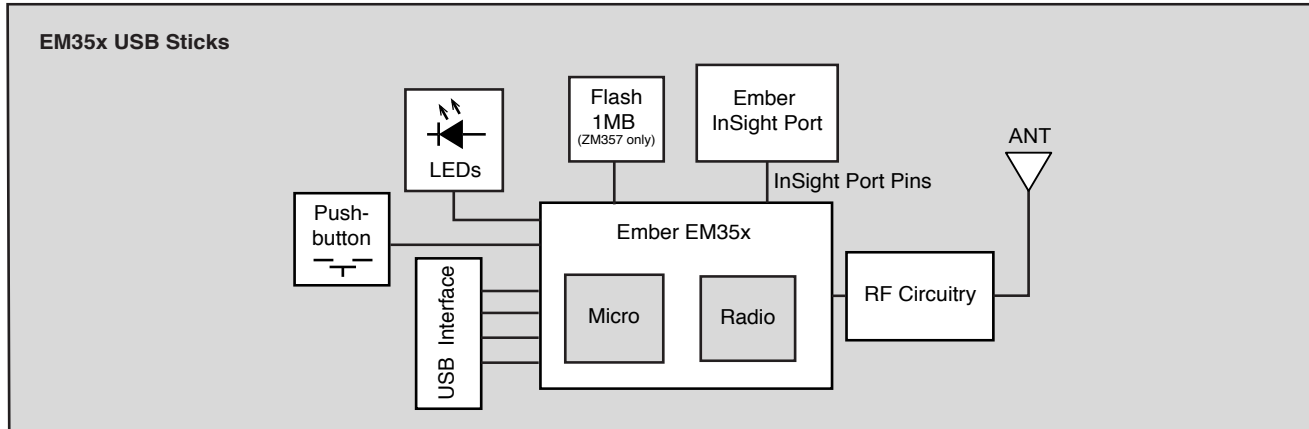 EM35x USB Sticks
LEDs
Flash
1MB
(ZM357 only)
Ember
InSight Port
ANT
InSight Port Pins
Push-
button
Ember EM35x
USB Interface
Micro
Radio
RF Circuitry